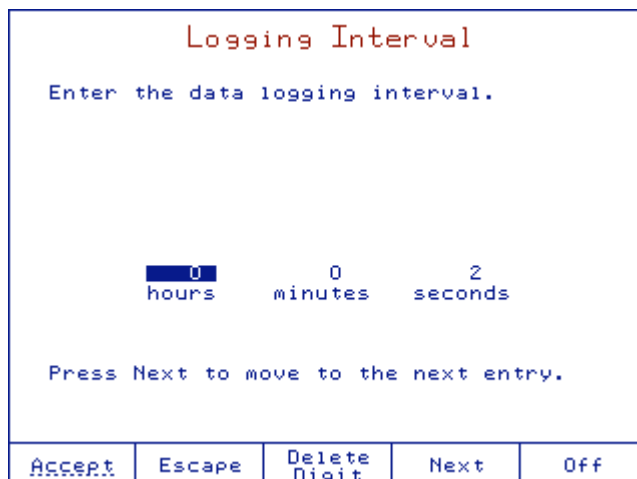 Logging Interval
Enter the data logging interval.
0 0 2
hours minutes seconds
Press Next to move to the next entry.
Accept Escape Delete Digit Next Off